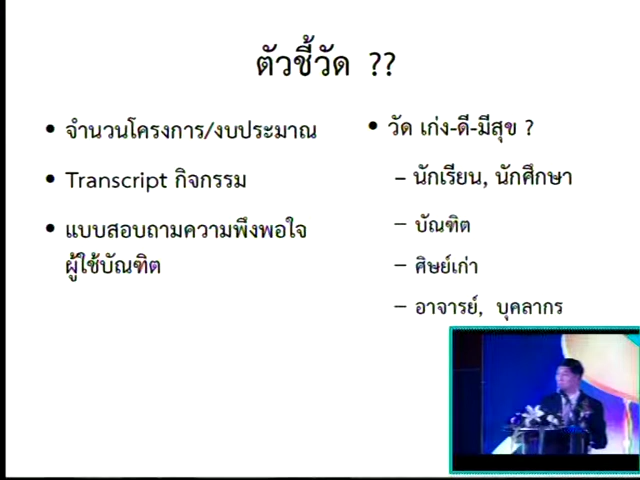 ตัวชี้วัด ??
• จำนวนโครงการ/งบประมาณ
• Transcript กิจกรรม
• แบบสอบถามความพึงพอใจ
ผู้ใช้บัณฑิต
• วัด เก่ง-ดี-มีสุข ?
– นักเรียน, นักศึกษา
– บัณฑิต
– ศิษย์เก่า
– อาจารย์, บุคลากร